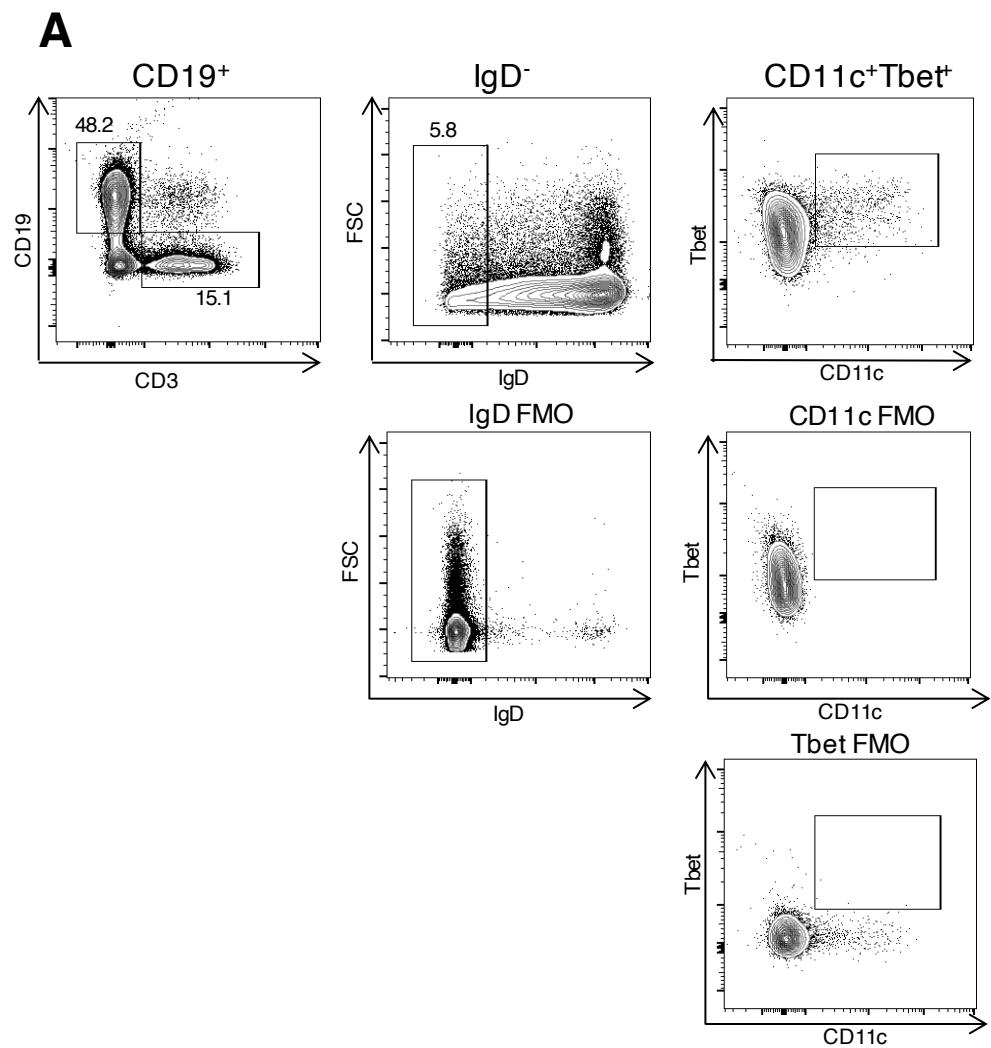 A
CD19⁺
IgD⁻
CD11c⁺Tbet⁺
48.2
15.1
CD19
CD3
5.8
FSC
IgD
Tbet
CD11c
IgD FMO
CD11c FMO
FSC
IgD
Tbet
CD11c
Tbet FMO
Tbet
CD11c